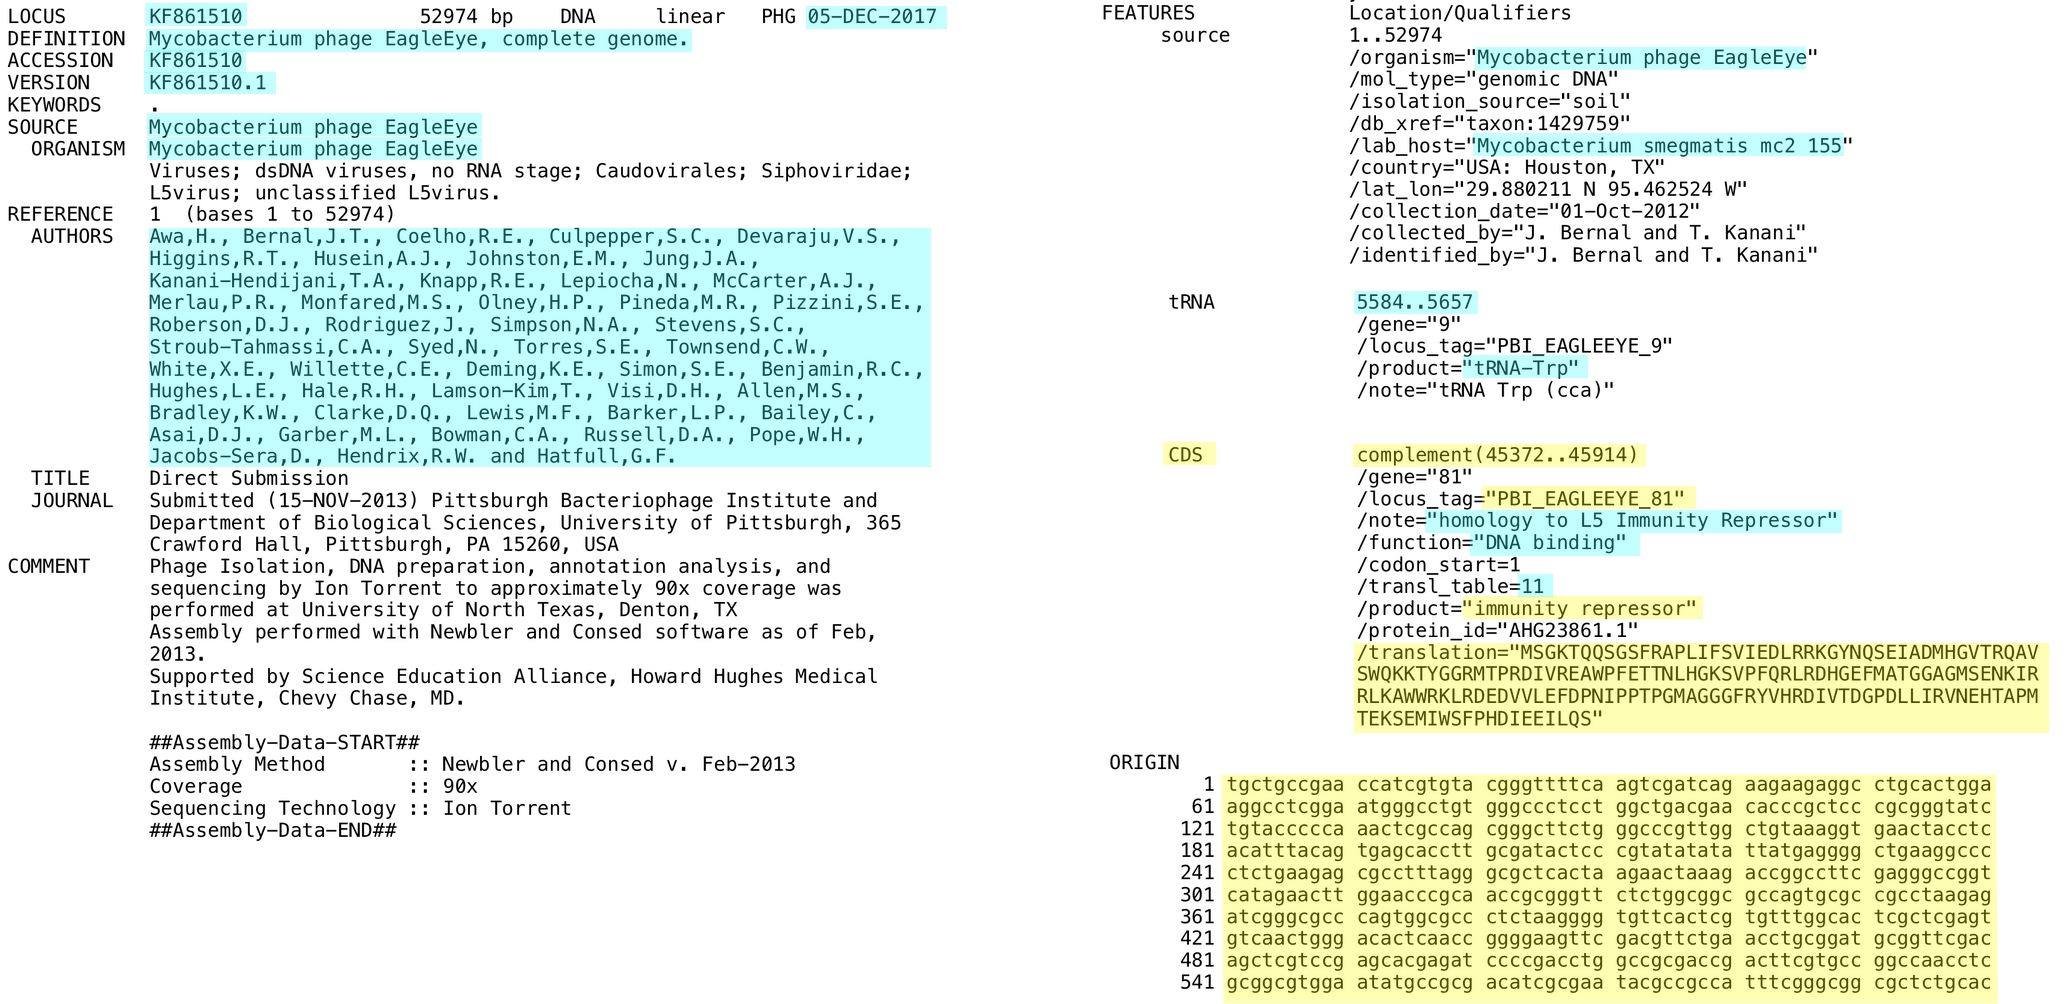 LOCUS KF861510 52974 bp DNA linear PHG 05-DEC-2017
DEFINITION Mycobacterium phage EagleEye, complete genome.
ACCESSION KF861510
VERSION KF861510.1
KEYWORDS .
SOURCE Mycobacterium phage EagleEye
ORGANISM Mycobacterium phage EagleEye
Viruses; dsDNA viruses, no RNA stage; Caudovirales; Siphoviridae;
L5virus; unclassified L5virus.
REFERENCE 1 (bases 1 to 52974)
AUTHORS Awa,H., Bernal,J.T., Coelho,R.E., Culpepper,S.C., Devaraju,V.S.,
Higgins,R.T., Husein,A.J., Johnston,E.M., Jung,J.A.,
Kanani-Hendijani,T.A., Knapp,R.E., Lepiocha,N., McCarter,A.J.,
Merlau,P.R., Monfared,M.S., Olney,H.P., Pineda,M.R., Pizzini,S.E.,
Roberson,D.J., Rodriguez,J., Simpson,N.A., Stevens,S.C.,
Stroub-Tahmassi,C.A., Syed,N., Torres,S.E., Townsend,C.W.,
White,X.E., Willette,C.E., Deming,K.E., Simon,S.E., Benjamin,R.C.,
Hughes,L.E., Hale,R.H., Lamson-Kim,T., Visi,D.H., Allen,M.S.,
Bradley,K.W., Clarke,D.Q., Lewis,M.F., Barker,L.P., Bailey,C.,
Asai,D.J., Garber,M.L., Bowman,C.A., Russell,D.A., Pope,W.H.,
Jacobs-Sera,D., Hendrix,R.W. and Hatfull,G.F.
TITLE Direct Submission
JOURNAL Submitted (15-NOV-2013) Pittsburgh Bacteriophage Institute and
Department of Biological Sciences, University of Pittsburgh, 365
Crawford Hall, Pittsburgh, PA 15260, USA
COMMENT Phage Isolation, DNA preparation, annotation analysis, and
sequencing by Ion Torrent to approximately 90x coverage was
performed at University of North Texas, Denton, TX
Assembly performed with Newbler and Consed software as of Feb,
2013.
Supported by Science Education Alliance, Howard Hughes Medical
Institute, Chevy Chase, MD.
##Assembly-Data-START##
Assembly Method :: Newbler and Consed v. Feb-2013
Coverage :: 90x
Sequencing Technology :: Ion Torrent
##Assembly-Data-END##
FEATURES Location/Qualifiers
source 1..52974
/organism="Mycobacterium phage EagleEye"
/mol_type="genomic DNA"
/isolation_source="soil"
/db_xref="taxon:1429759"
/lab_host="Mycobacterium smegmatis mc2 155"
/country="USA: Houston, TX"
/lat_lon="29.880211 N 95.462524 W"
/collection_date="01-Oct-2012"
/collected_by="J. Bernal and T. Kanani"
/identified_by="J. Bernal and T. Kanani"
tRNA 5584..5657
/gene="9"
/locus_tag="PBI_EAGLEEYE_9"
/product="tRNA-Trp"
/note="tRNA Trp (cca)"
CDS complement(45372..45914)
/gene="81"
/locus_tag="PBI_EAGLEEYE_81"
/note="homology to L5 Immunity Repressor"
/function="DNA binding"
/codon_start=1
/transl_table=11
/product="immunity repressor"
/protein_id="AHG23861.1"
/translation="MSGKTQQSGSFRAPLIFSVIEDLRRKGYNQSEIADMHGVTRQAV
SWQKKTYGGRMTPRDIVREAWPFETTNLHGKSVPFQRLRDHGEFMATGGAGMSENKIR
RLKAWWRKLRDEDVVLEFDPNIPPTPGMAGGGFRYVHRDIVTDGPDLLIRVNEHTAPM
TEKSEMIWSFPHDIEEILQS"
ORIGIN
1 tgctgccgaa ccatcgtgta cgggttttca agtcgatcag aagaagaggc ctgcactgga
61 aggcctcgga atgggcctgt gggccctcct ggctgacgaa cacccgctcc cgcgggtatc
121 tgtaccccca aactcgccag cgggcttctg ggcccgttgg ctgtaaaggt gaactacctc
181 acatttacag tgagcacctt gcgatactcc cgtatatata ttatgagggg ctgaaggccc
241 ctctgaagag cgcctttagg gcgctcacta agaactaaag accggccttc gagggccggt
301 catagaactt ggaacccgca accgcgggtt ctctggcggc gccagtgcgc cgcctaagag
361 atcgggcgcc cagtggcgcc ctctaagggg tgttcactcg tgtttggcac tcgctcgagt
421 gtcaactggg acactcaacc ggggaagttc gacgttctga acctgcggat gcggttcgac
481 agctcgtccg agcacgagat ccccgacctg gccgcgaccg acttcgtgcc ggccaacctc
541 gcggcgtgga atatgccgcg acatcgcgaa tacgccgcca tttcgggcgg cgctctgcac